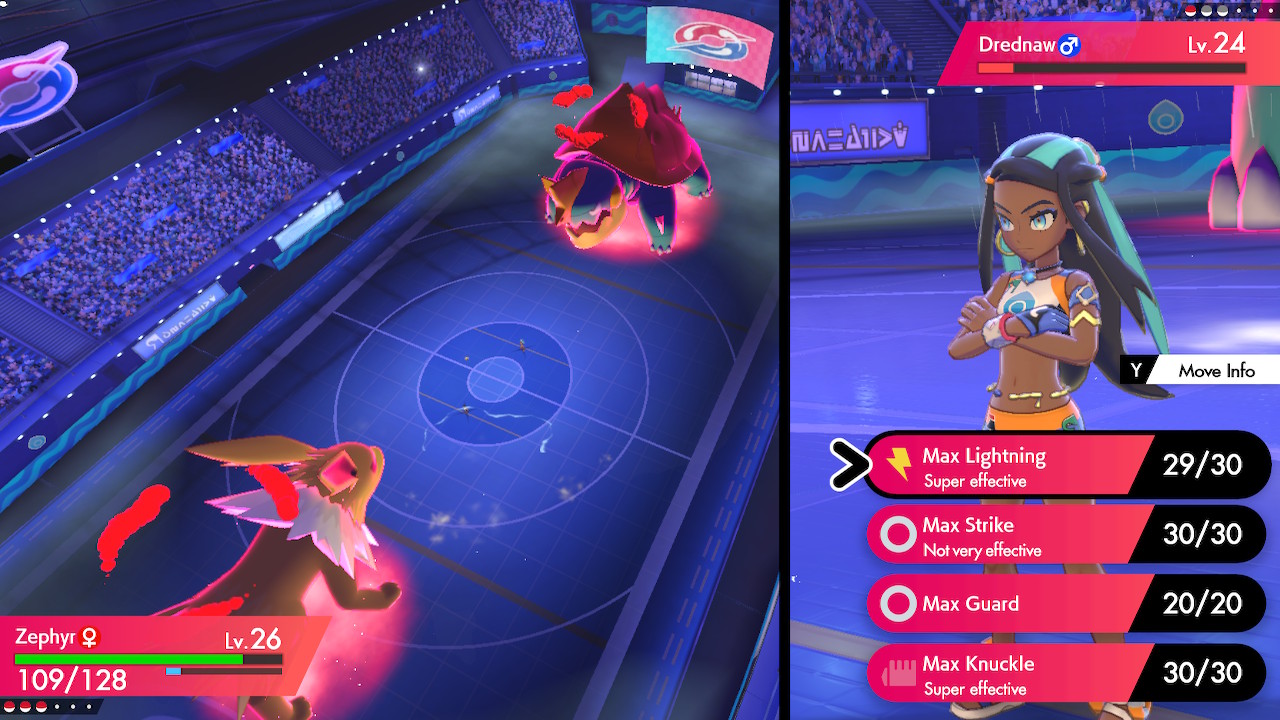 Drednaw♂ Lv.24
Y Move Info
Max Lightning 29/30
Super effective
Max Strike 30/30
Not very effective
Max Guard 20/20
Max Knuckle 30/30
Super effective
Zephyr♀ Lv.26
109/128